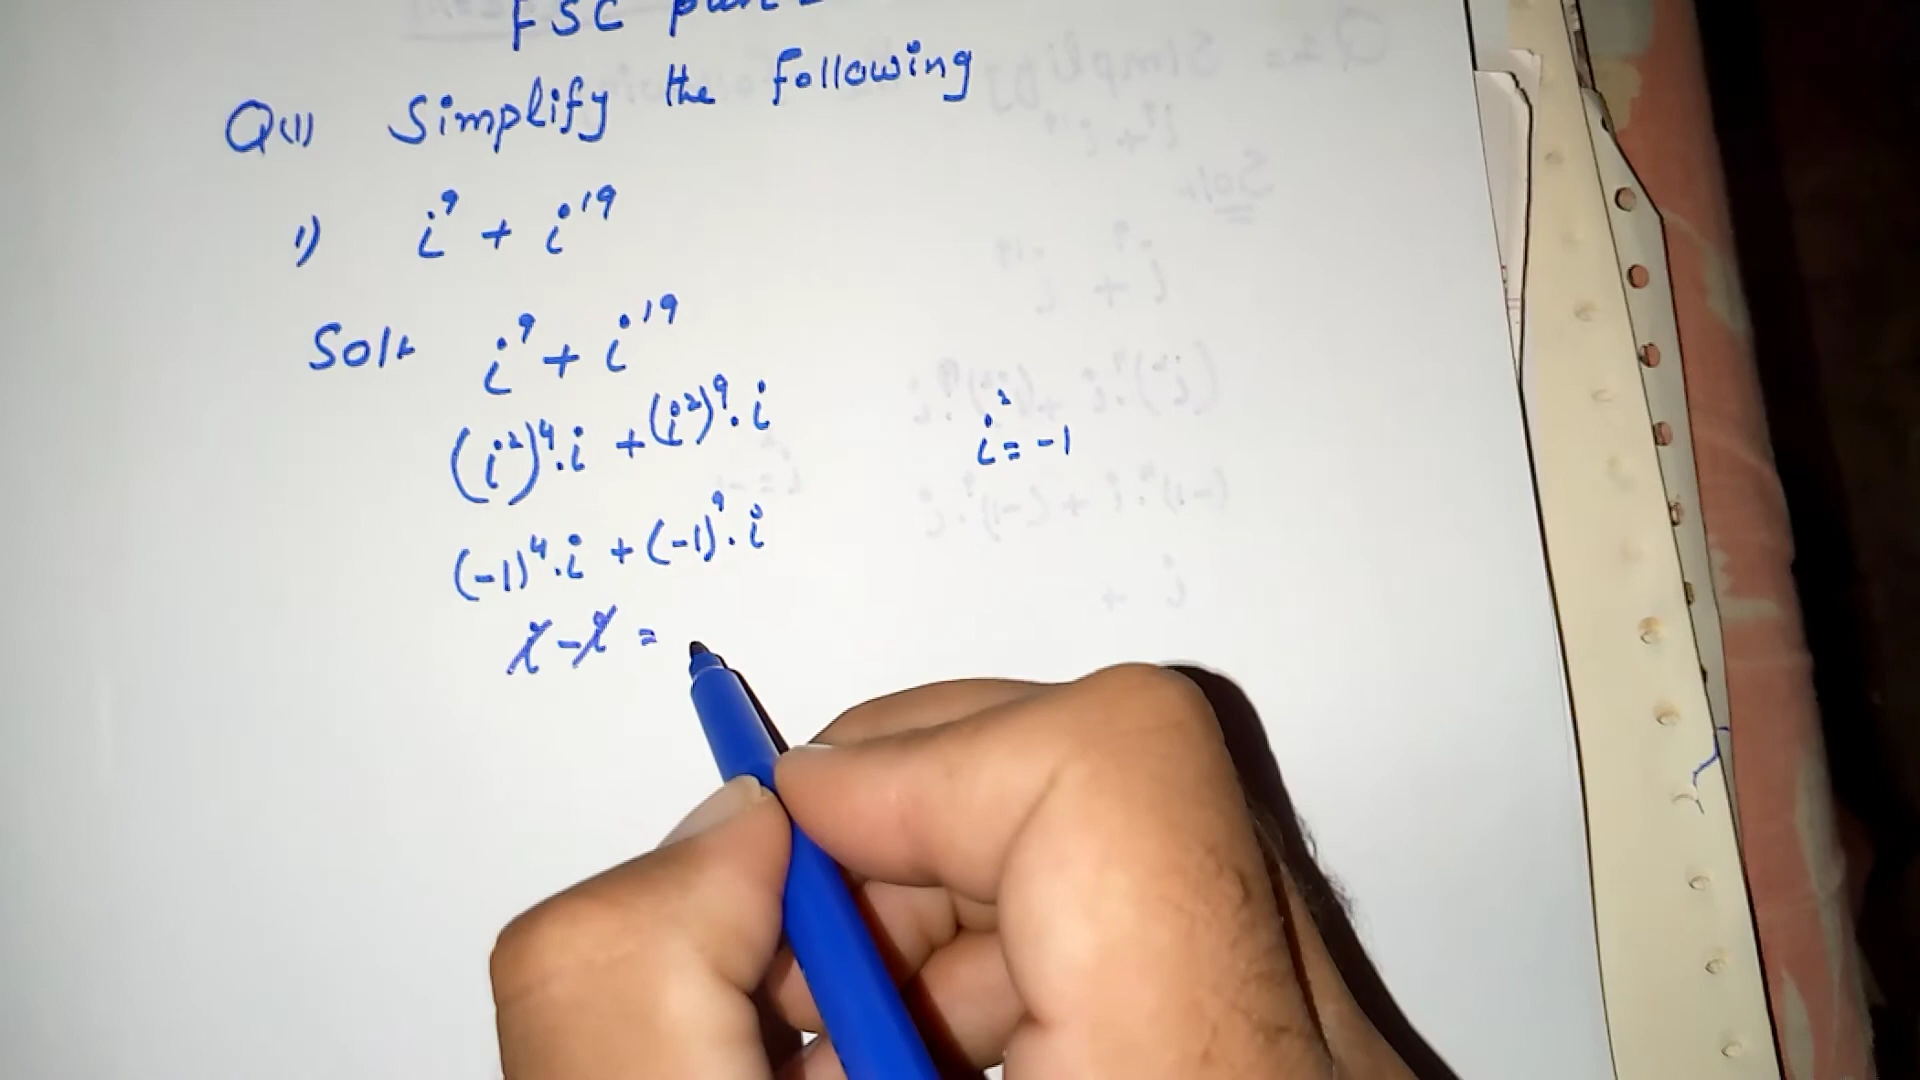 FSC part
Q(1) Simplify the following
1) i⁹ + i¹⁹
Sol: i⁹ + i¹⁹
(i²)⁴.i + (i²)⁹.i
i² = -1
(-1)⁴.i + (-1)⁹.i
i - i =